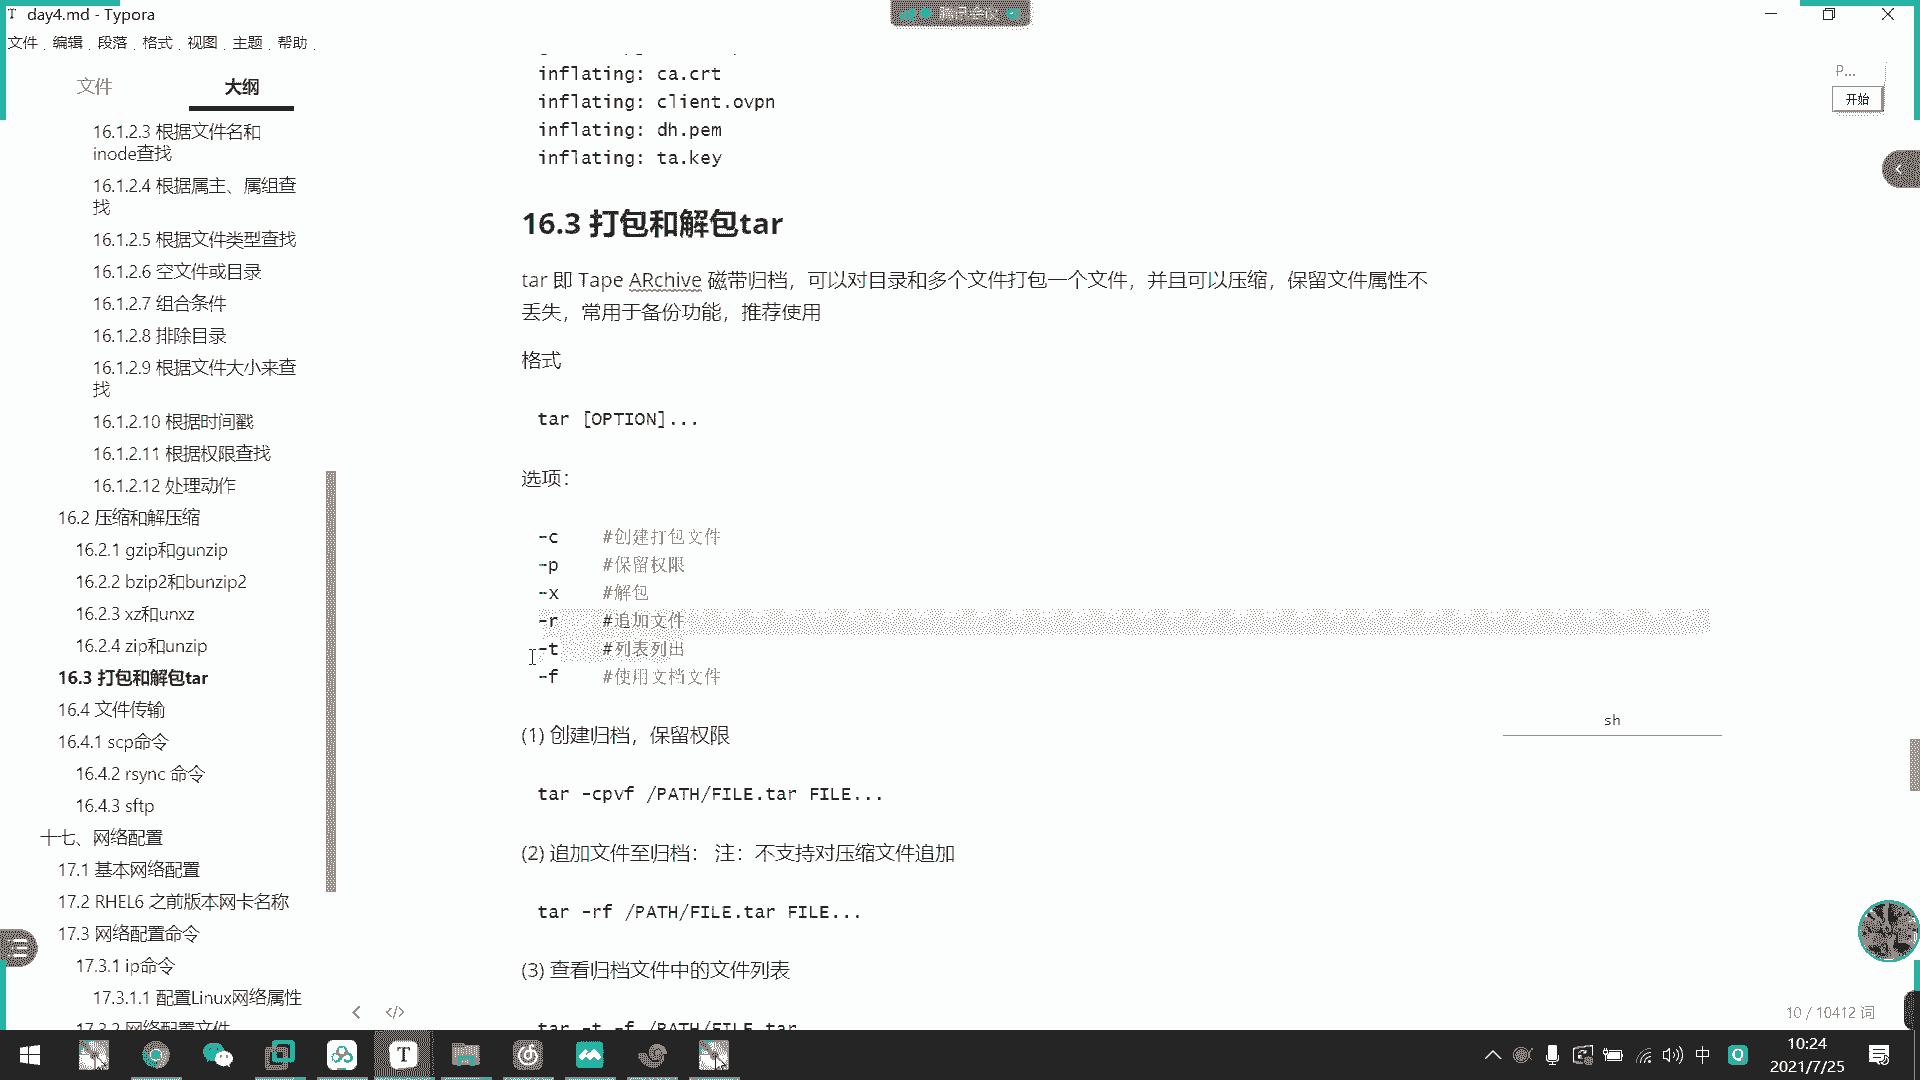 day4.md - Typora
腾讯会议
文件 编辑 段落 格式 视图 主题 帮助
文件 大纲
16.1.2.3 根据文件名和
inode查找
16.1.2.4 根据属主、属组查
找
16.1.2.5 根据文件类型查找
16.1.2.6 空文件或目录
16.1.2.7 组合条件
16.1.2.8 排除目录
16.1.2.9 根据文件大小来查
找
16.1.2.10 根据时间戳
16.1.2.11 根据权限查找
16.1.2.12 处理动作
16.2 压缩和解压缩
16.2.1 gzip和gunzip
16.2.2 bzip2和bunzip2
16.2.3 xz和unxz
16.2.4 zip和unzip
16.3 打包和解包tar
16.4 文件传输
16.4.1 scp命令
16.4.2 rsync 命令
16.4.3 sftp
十七、网络配置
17.1 基本网络配置
17.2 RHEL6 之前版本网卡名称
17.3 网络配置命令
17.3.1 ip命令
17.3.1.1 配置Linux网络属性
17.3.2 网络配置文件
inflating: ca.crt
inflating: client.ovpn
inflating: dh.pem
inflating: ta.key
16.3 打包和解包tar
tar 即 Tape ARchive 磁带归档，可以对目录和多个文件打包一个文件，并且可以压缩，保留文件属性不
丢失，常用于备份功能，推荐使用
格式
tar [OPTION]...
选项：
-c #创建打包文件
-p #保留权限
-x #解包
-r #追加文件
-t #列表列出
-f #使用文档文件
sh
(1) 创建归档，保留权限
tar -cpvf /PATH/FILE.tar FILE...
(2) 追加文件至归档： 注：不支持对压缩文件追加
tar -rf /PATH/FILE.tar FILE...
(3) 查看归档文件中的文件列表
tar -t -f /PATH/FILE.tar
P...
开始
10 / 10412 词
中
10:24
2021/7/25